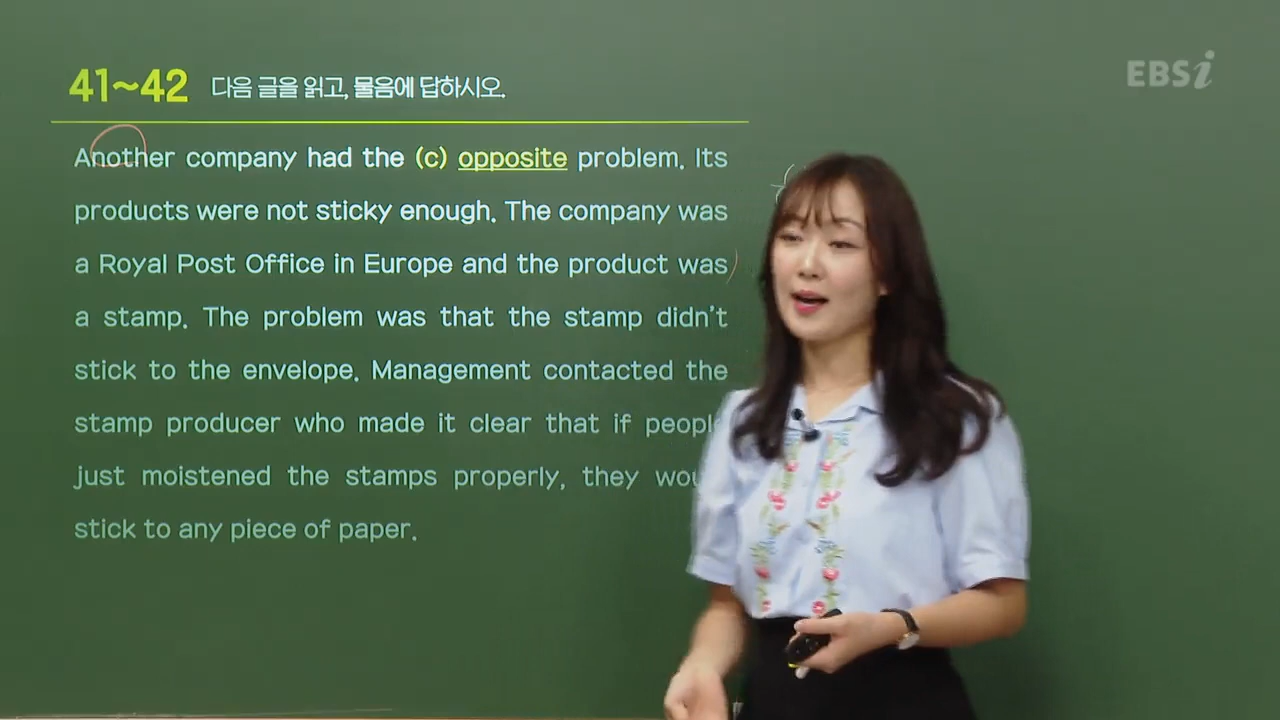 41~42 다음 글을 읽고, 물음에 답하시오.
EBSi
Another company had the (c) opposite problem. Its
products were not sticky enough. The company was
a Royal Post Office in Europe and the product was
a stamp. The problem was that the stamp didn't
stick to the envelope. Management contacted the
stamp producer who made it clear that if
just moistened the stamps properly, they
stick to any piece of paper.